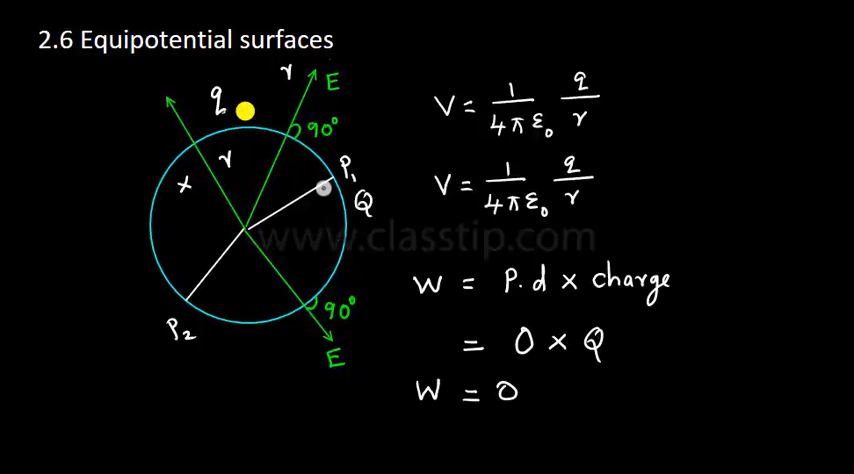 2.6 Equipotential surfaces
r
E
q
90°
r
x
P₁
Q
P₂
90°
E
V = 1/4πε₀ q/r
V = 1/4πε₀ q/r
www.classtip.com
W = P.d x charge
= 0 x Q
W = 0